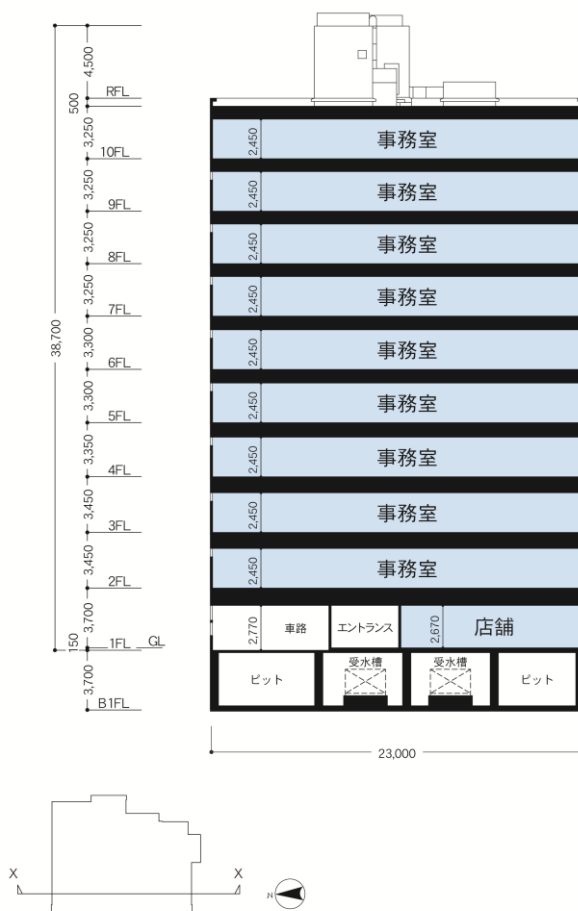 4,500
RFL
500
3,250
10FL
2,450
事務室
3,250
9FL
2,450
事務室
3,250
8FL
2,450
事務室
3,250
7FL
2,450
事務室
38,700
3,300
6FL
2,450
事務室
3,300
5FL
2,450
事務室
3,350
4FL
2,450
事務室
3,450
3FL
2,450
事務室
3,450
2FL
2,450
事務室
3,700
2,770
車路
エントランス
2,670
店舗
150
1FL
GL
3,700
ピット
受水槽
受水槽
ピット
B1FL
23,000
X
X
N